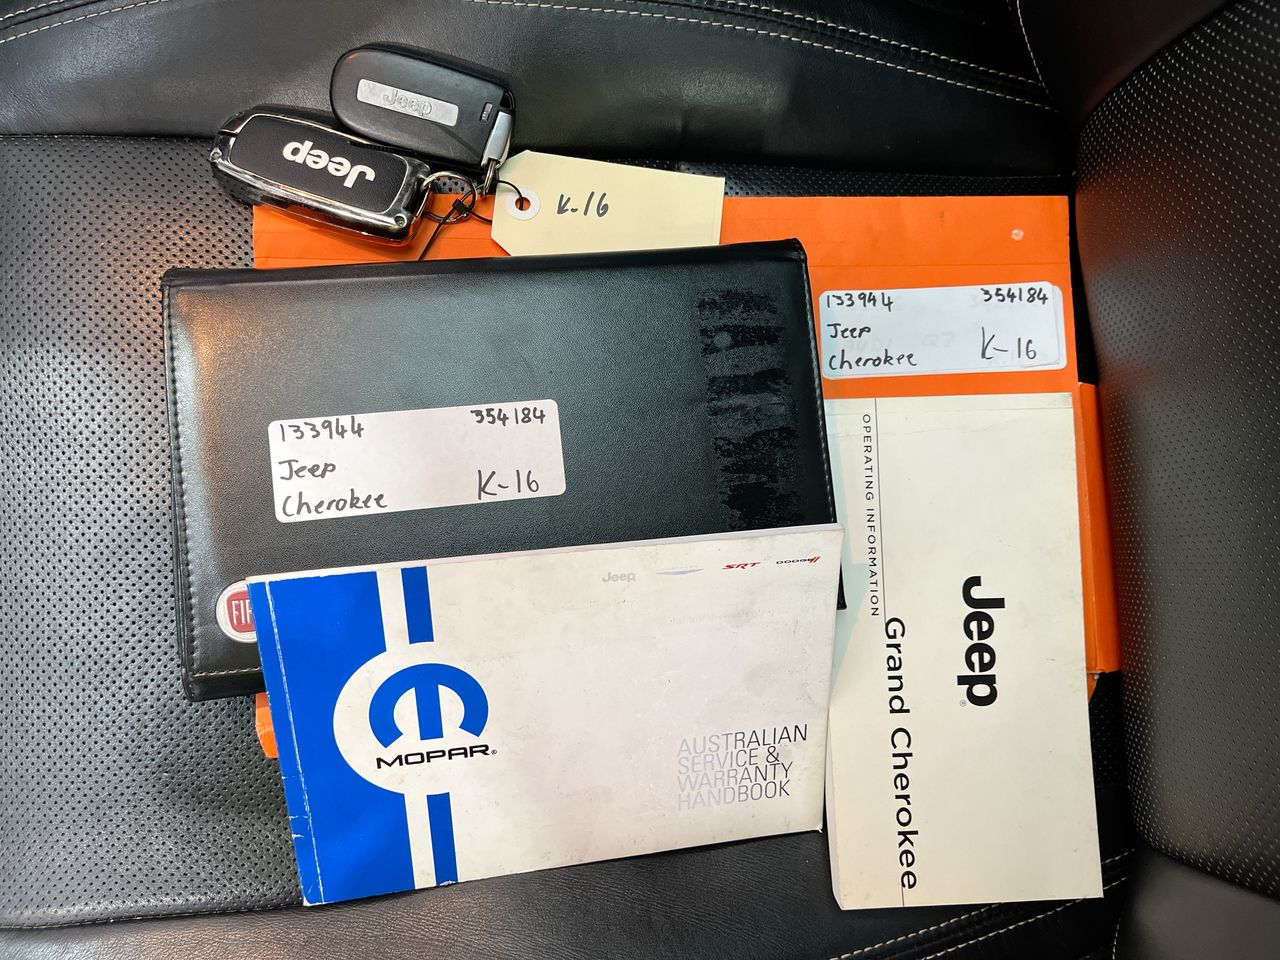 Jeep
Jeep
K-16
133944 354184
Jeep
Cherokee K-16
133944 354184
Jeep
Cherokee K-16
OPERATING INFORMATION
Jeep®
Grand Cherokee
Jeep SRT DODGE
MOPAR®
AUSTRALIAN
SERVICE &
WARRANTY
HANDBOOK